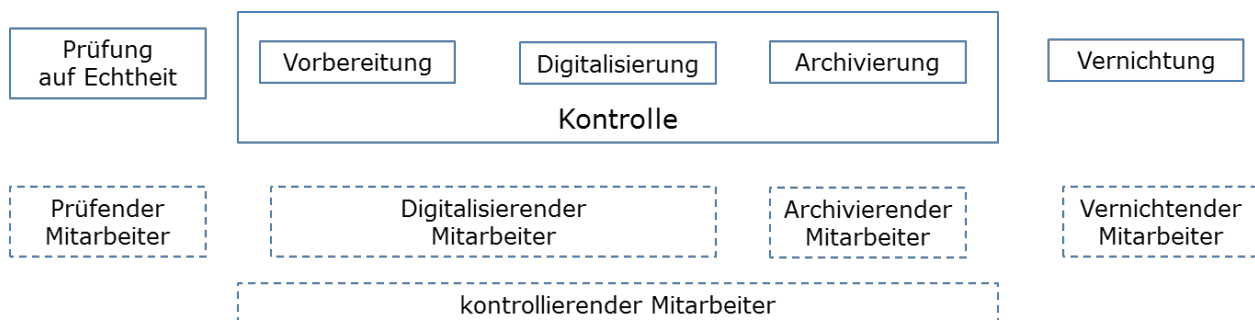 Prüfung
auf Echtheit
Vorbereitung
Digitalisierung
Archivierung
Vernichtung
Kontrolle
Prüfender
Mitarbeiter
Digitalisierender
Mitarbeiter
Archivierender
Mitarbeiter
Vernichtender
Mitarbeiter
kontrollierender Mitarbeiter